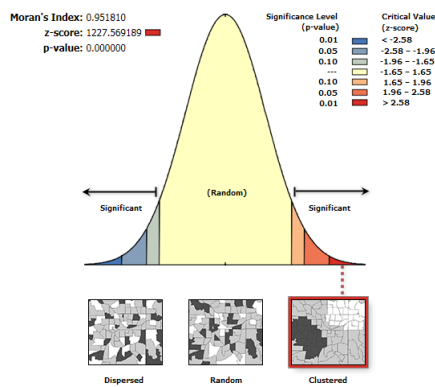 Moran's Index: 0.951810
z-score: 1227.569189
p-value: 0.000000
Significance Level
(p-value)
Critical Value
(z-score)
0.01 < -2.58
0.05 -2.58 – -1.96
0.10 -1.96 – -1.65
--- -1.65 – 1.65
0.10 1.65 – 1.96
0.05 1.96 – 2.58
0.01 > 2.58
(Random)
Significant
Significant
Dispersed
Random
Clustered